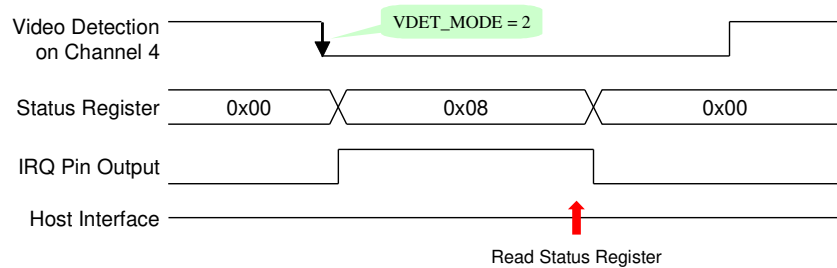 Video Detection
on Channel 4
VDET_MODE = 2
Status Register
0x00
0x08
0x00
IRQ Pin Output
Host Interface
Read Status Register